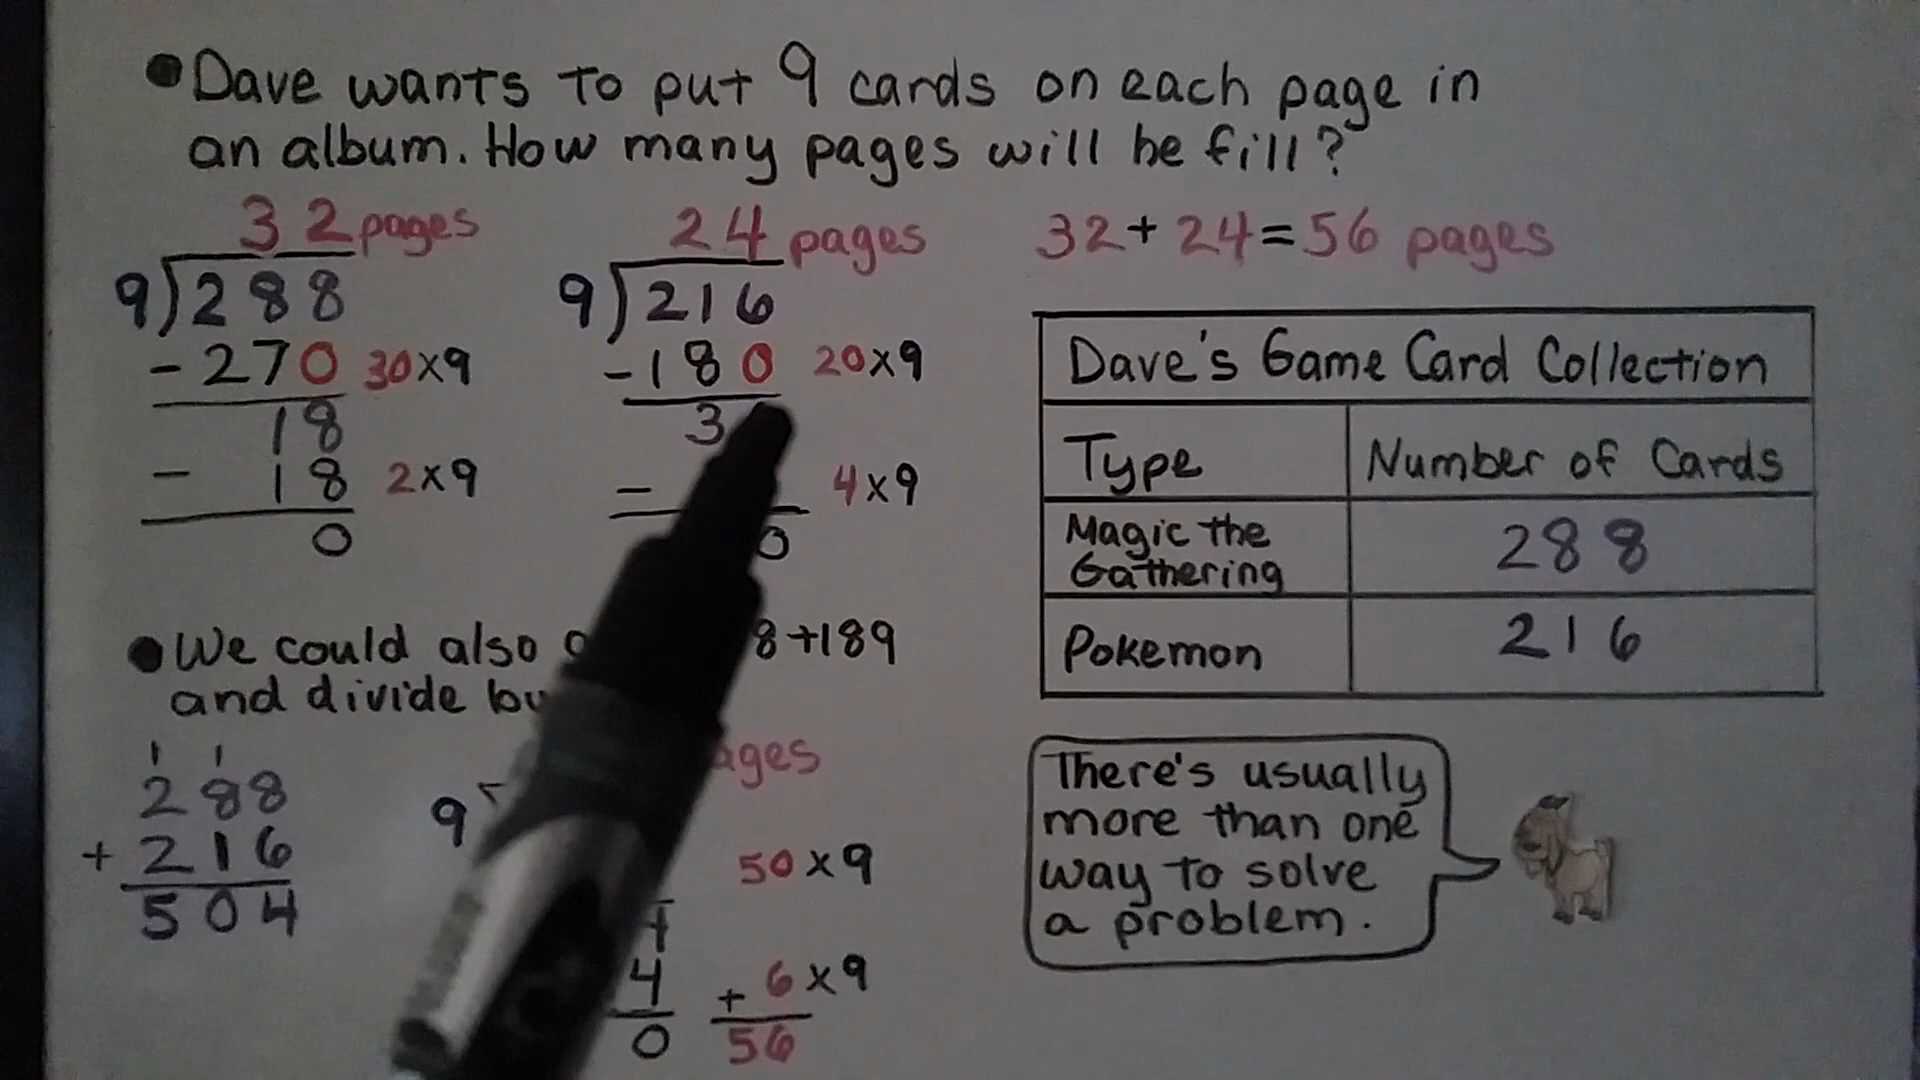 Dave wants to put 9 cards on each page in
an album. How many pages will be fill?
32 pages
9)288
-270 30x9
18
- 18 2x9
0
24 pages
9)216
-180 20x9
3
- 4x9
0
32+24=56 pages
Dave's Game Card Collection
Type Number of Cards
Magic the Gathering 288
Pokemon 216
We could also 8+189
and divide
1 1
288
+ 216
504
9
50x9
4
0
+ 6x9
56
There's usually
more than one
way to solve
a problem.